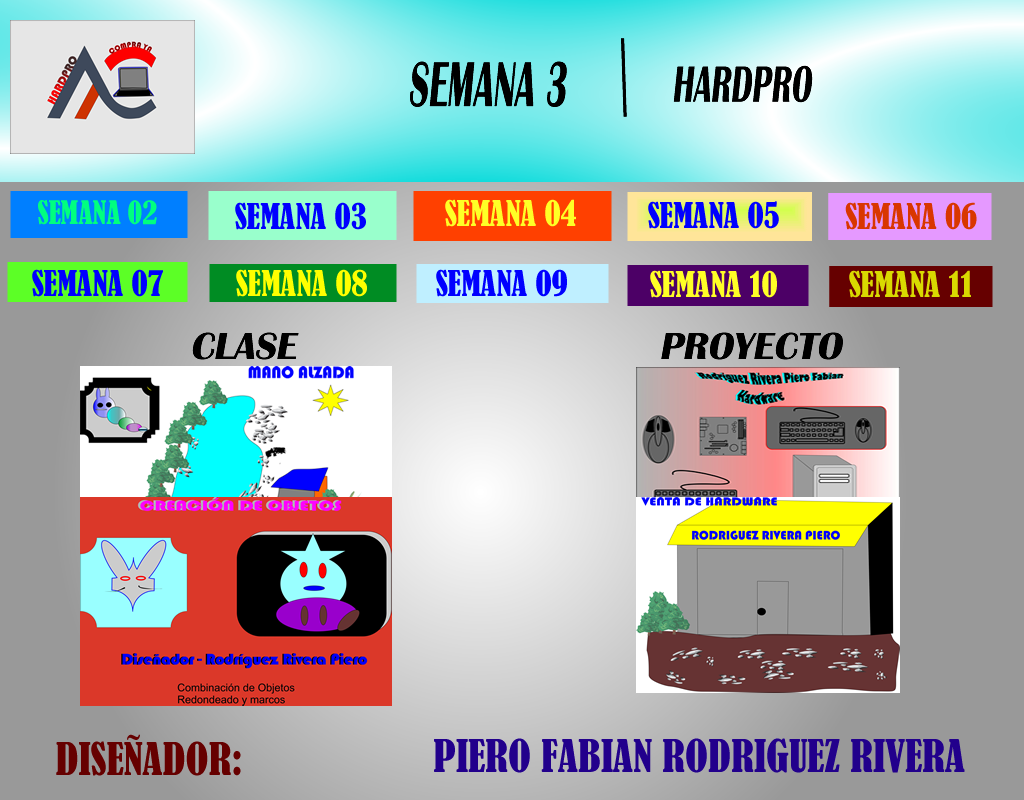 HARDPRO
COMPRA YA
SEMANA 3
HARDPRO
SEMANA 02
SEMANA 03
SEMANA 04
SEMANA 05
SEMANA 06
SEMANA 07
SEMANA 08
SEMANA 09
SEMANA 10
SEMANA 11
CLASE
MANO ALZADA
CREACIÓN DE OBJETOS
Diseñador - Rodríguez Rivera Piero
Combinación de Objetos
Redondeado y marcos
PROYECTO
Rodriguez Rivera Piero Fabian
Hardware
VENTA DE HARDWARE
RODRIGUEZ RIVERA PIERO
DISEÑADOR:
PIERO FABIAN RODRIGUEZ RIVERA